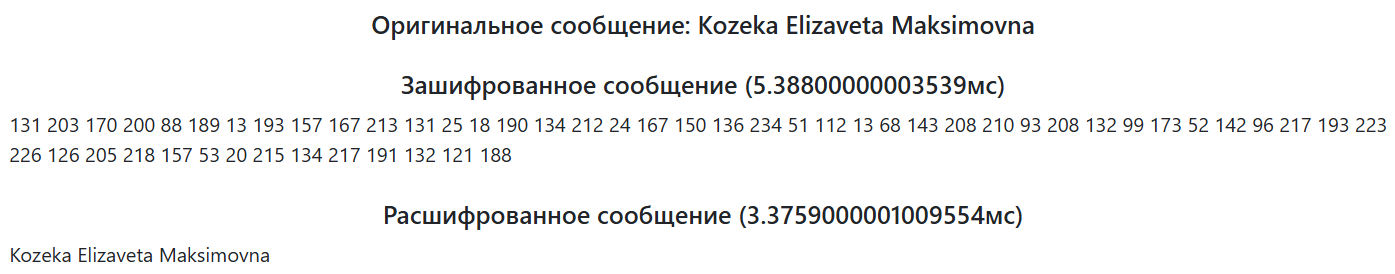 Оригинальное сообщение: Kozeka Elizaveta Maksimovna
Зашифрованное сообщение (5.38800000003539мс)
131 203 170 200 88 189 13 193 157 167 213 131 25 18 190 134 212 24 167 150 136 234 51 112 13 68 143 208 210 93 208 132 99 173 52 142 96 217 193 223
226 126 205 218 157 53 20 215 134 217 191 132 121 188
Расшифрованное сообщение (3.3759000001009554мс)
Kozeka Elizaveta Maksimovna